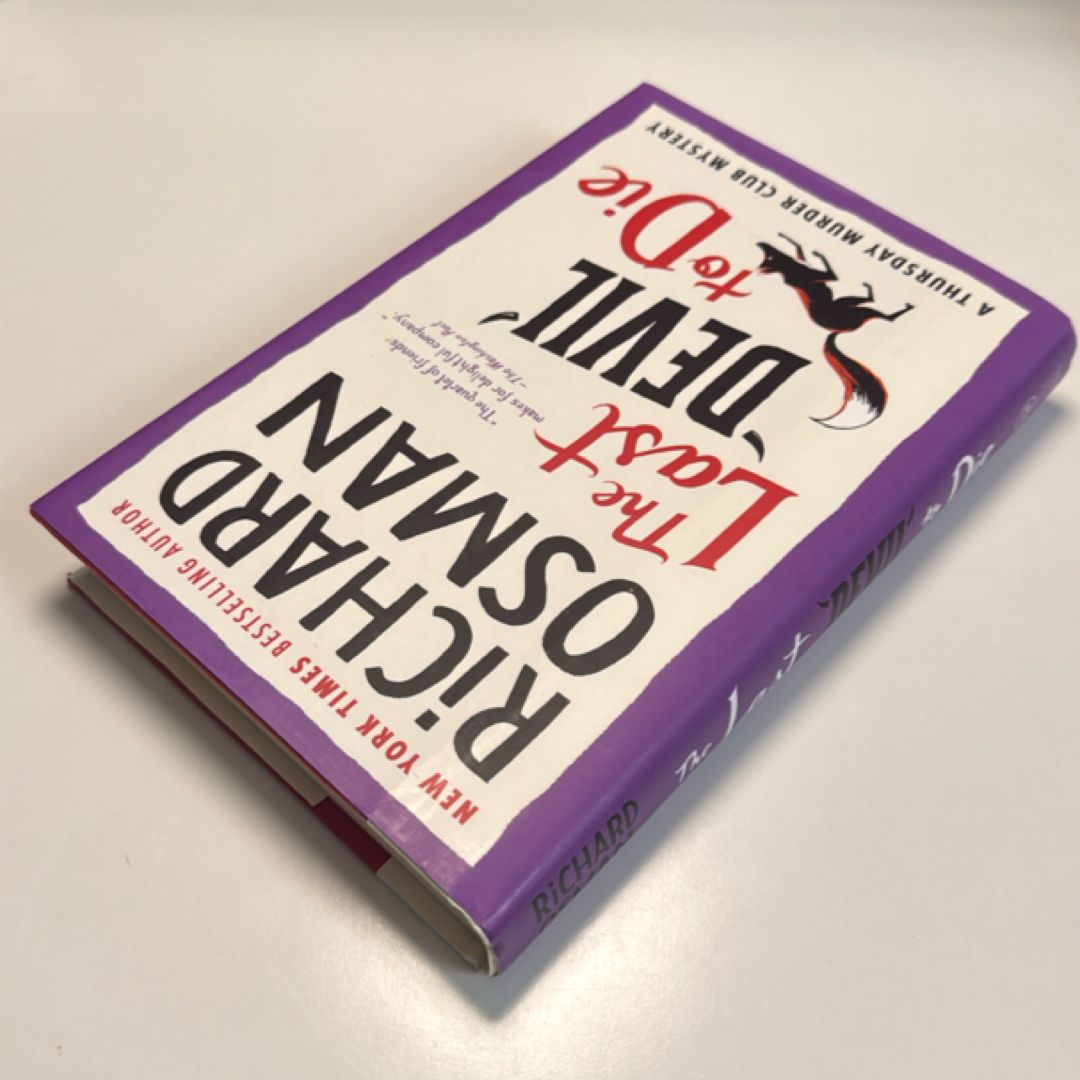 NEW YORK TIMES BESTSELLING AUTHOR
RiCHARD
OSMAN
"The quartet of friends
makes for delightful company."
—The Washington Post
The
Last
'DEVIL'
to Die
A THURSDAY MURDER CLUB MYSTERY
RiCHARD
OSMAN
The Last 'DEVIL' to Die